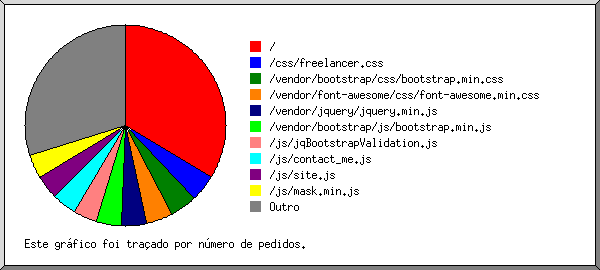 /
/css/freelancer.css
/vendor/bootstrap/css/bootstrap.min.css
/vendor/font-awesome/css/font-awesome.min.css
/vendor/jquery/jquery.min.js
/vendor/bootstrap/js/bootstrap.min.js
/js/jqBootstrapValidation.js
/js/contact_me.js
/js/site.js
/js/mask.min.js
Outro
Este gráfico foi traçado por número de pedidos.